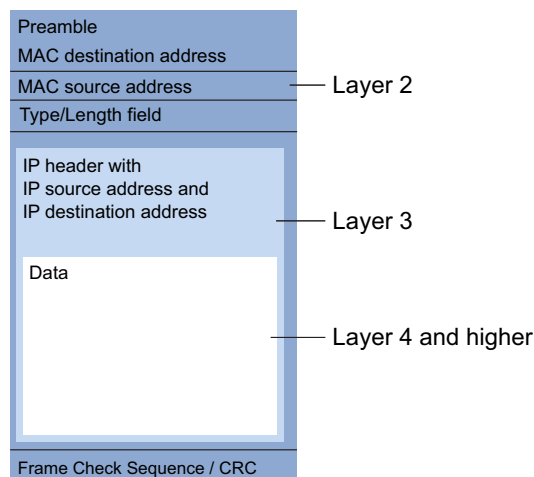 Preamble
MAC destination address
MAC source address
Layer 2
Type/Length field
IP header with
IP source address and
IP destination address
Layer 3
Data
Layer 4 and higher
Frame Check Sequence / CRC